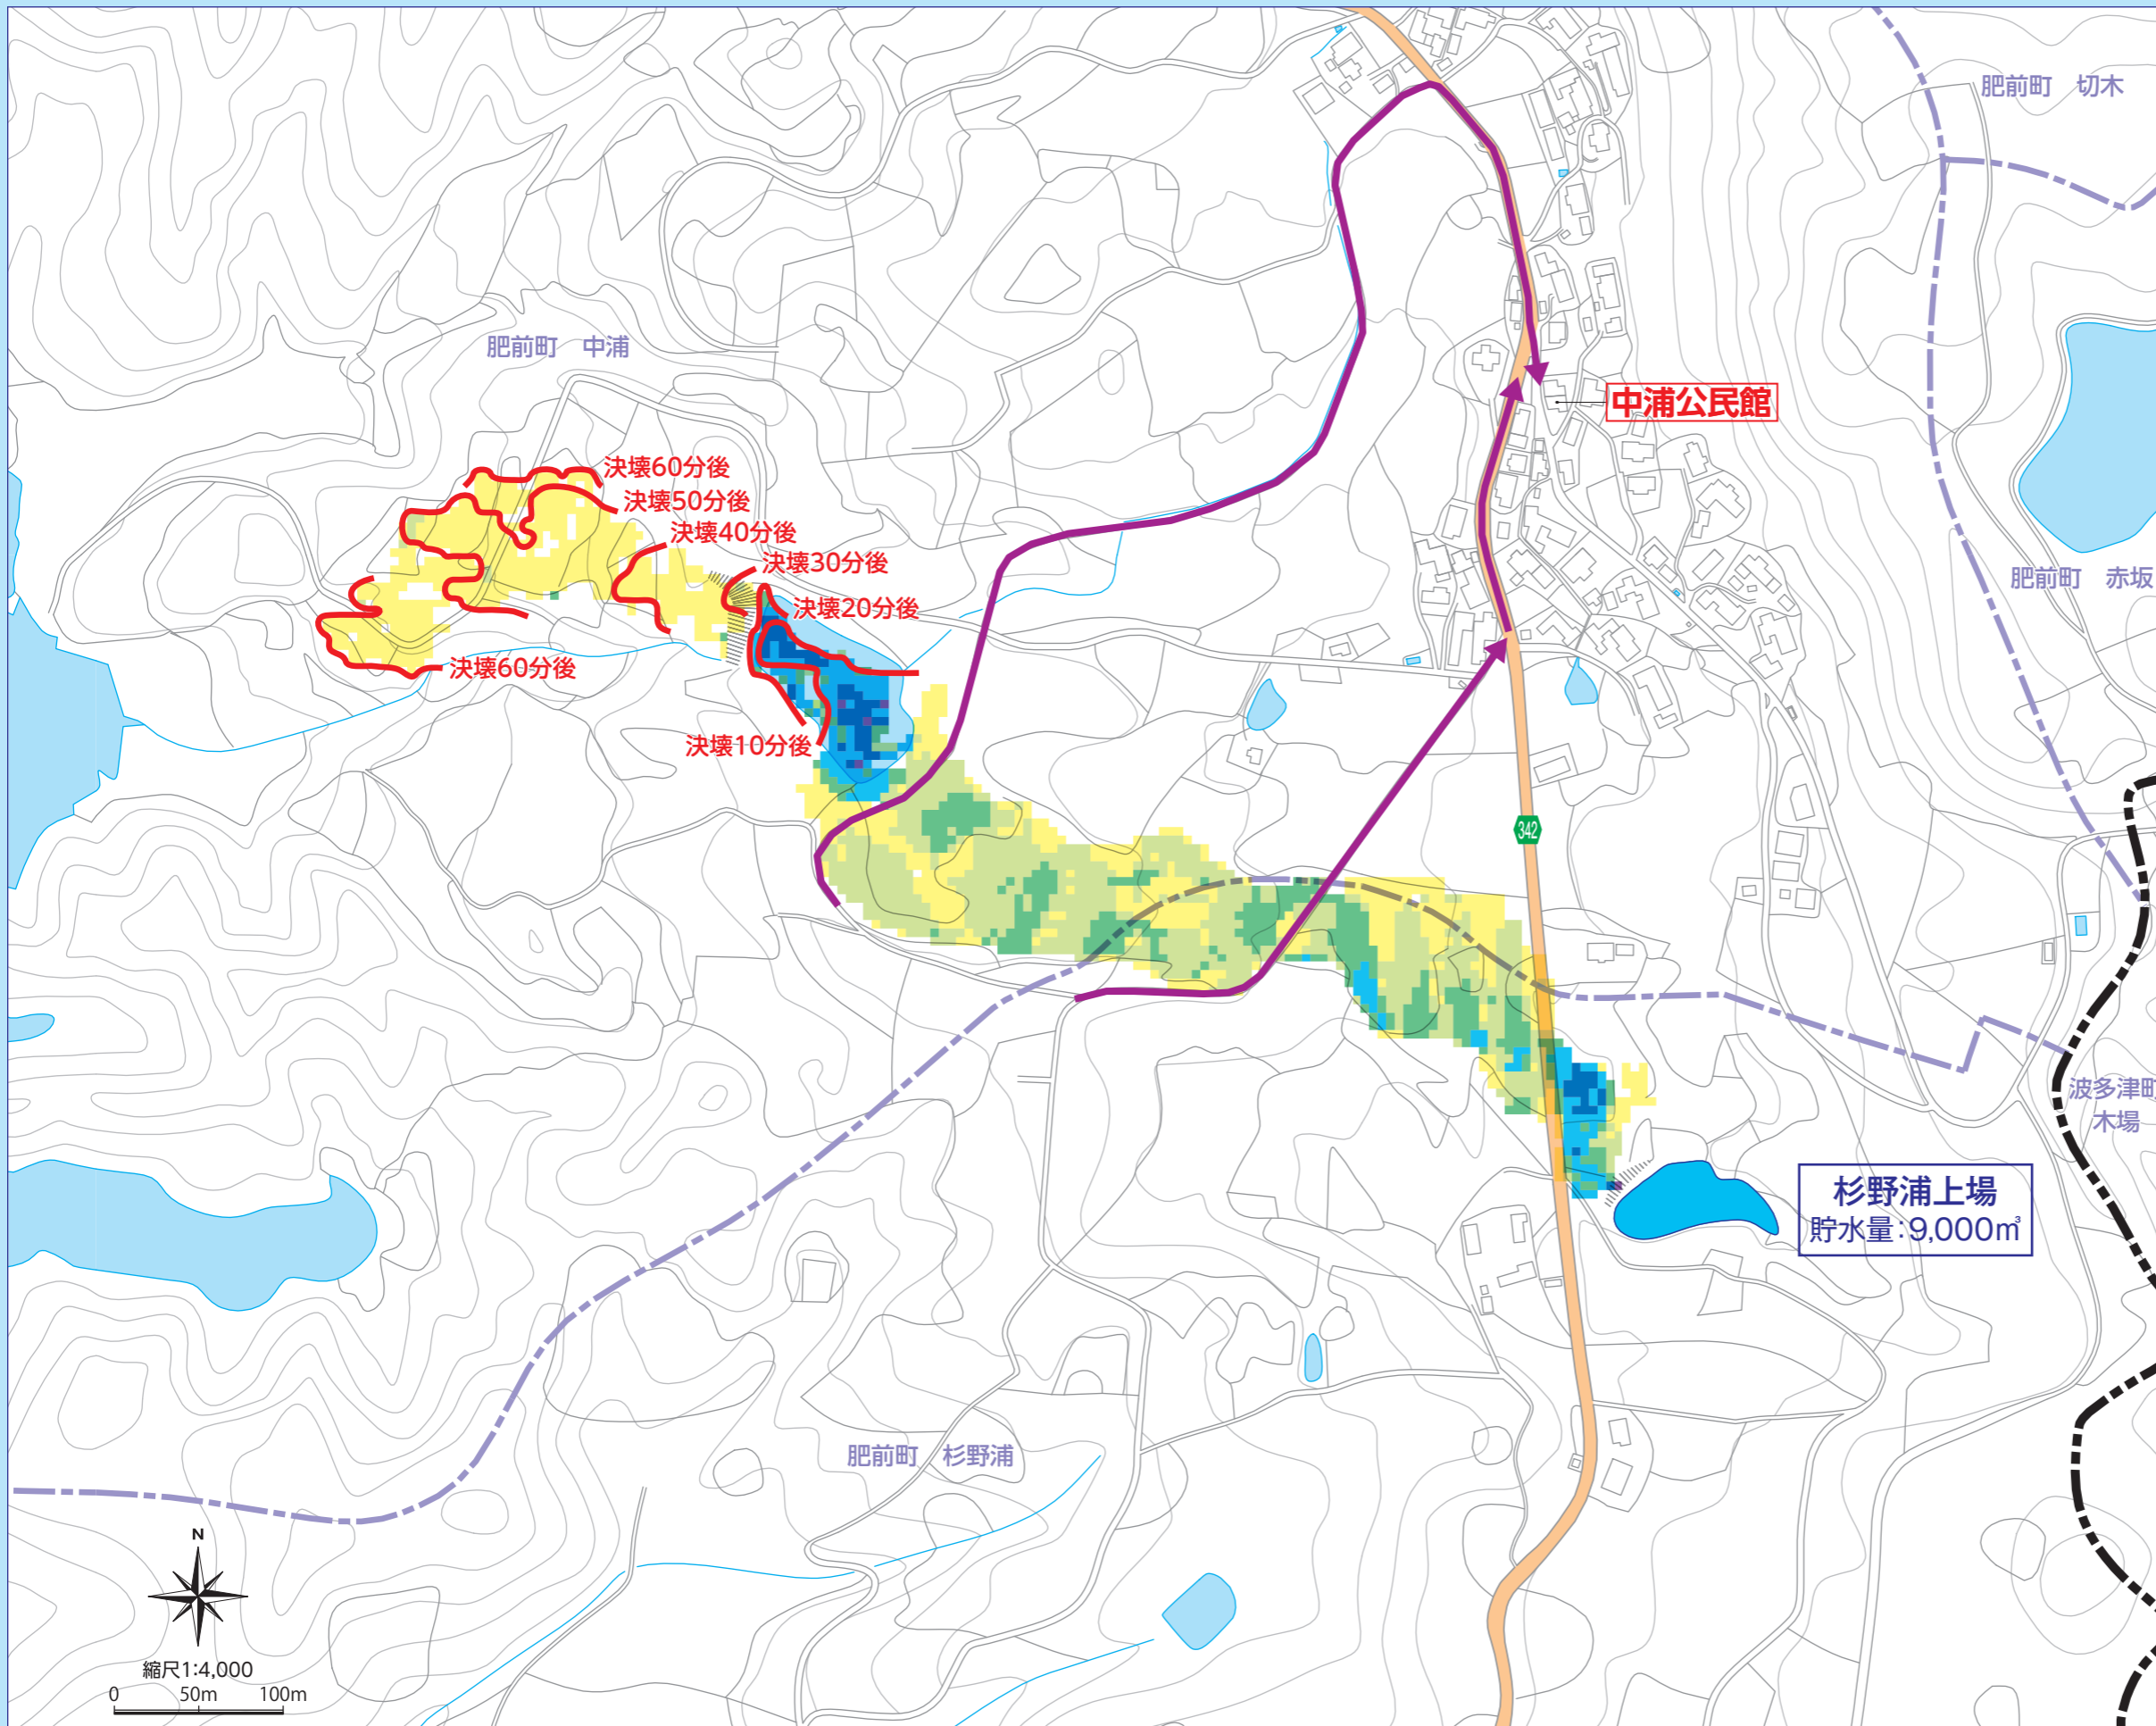 肥前町　切木
肥前町　中浦
中浦公民館
決壊60分後
決壊50分後
決壊40分後
決壊30分後
肥前町　赤坂
決壊20分後
決壊60分後
決壊10分後
342
波多津町
木場
杉野浦上場
貯水量：9,000㎥
肥前町　杉野浦
N
縮尺1:4,000
0 50m 100m